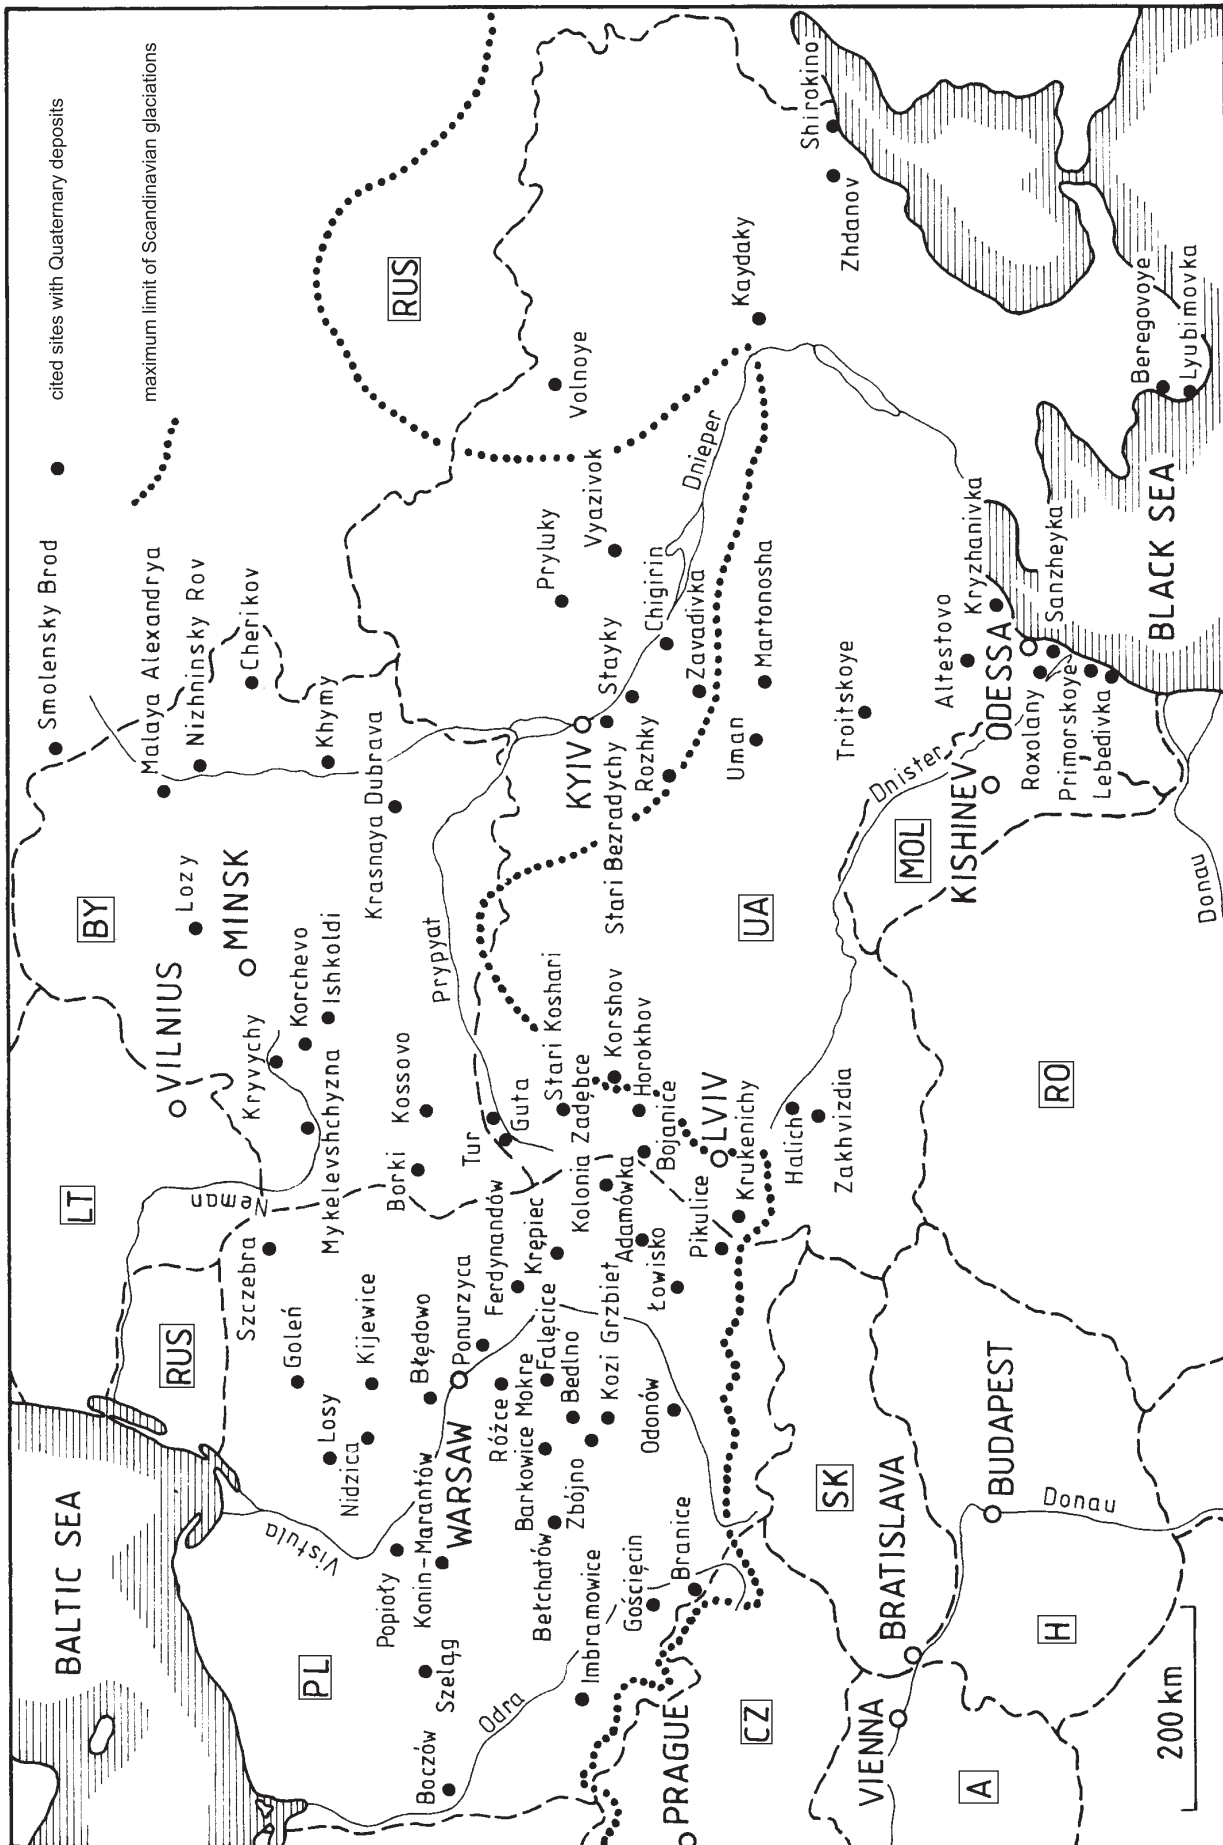 cited sites with Quaternary deposits
maximum limit of Scandinavian glaciations
BALTIC SEA
LT
VILNIUS
BY
MINSK
Lozy
Smolensky Brod
Malaya Alexandrya
Nizhninsky Rov
Cherikov
Khymy
Krasnaya Dubrava
Kryvychy
Korchevo
Ishkoldi
Mykelevshchyzna
Neman
Kossovo
Borki
Prypyat
Tur
Guta
RUS
Szczebra
Goleń
Kijewice
Losy
Nidzica
Błędowo
Ponurzyca
WARSAW
Vistula
PL
Popioły
Konin-Marantów
Szeląg
Boczów
Odra
Różce
Barkowice Mokre
Falęcice
Bedlno
Kozi Grzbiet
Zbójno
Bełchatów
Imbramowice
Gościęcin
Branice
Odonów
Ferdynandów
Krępiec
Kolonia Zadębce
Adamówka
Łowisko
Pikulice
Krukenichy
Stari Koshari
Korshov
Horokhov
Bojanice
LVIV
Halich
Zakhvizdia
RUS
Volnoye
Vyazivok
Pryluky
Dnieper
Chigirin
Zavadivka
Stayky
KYIV
Stari Bezradychy
Rozhky
Uman
Martonosha
Troitskoye
UA
Kaydaky
Zhdanov
Shirokino
Altestovo
Kryzhanivka
ODESSA
Sanzheyka
Roxolany
Primorskoye
Lebedivka
Dnister
MOL
KISHINEV
Beregovoye
Lyubimovka
BLACK SEA
Donau
RO
SK
BUDAPEST
Donau
BRATISLAVA
H
VIENNA
A
CZ
PRAGUE
200 km